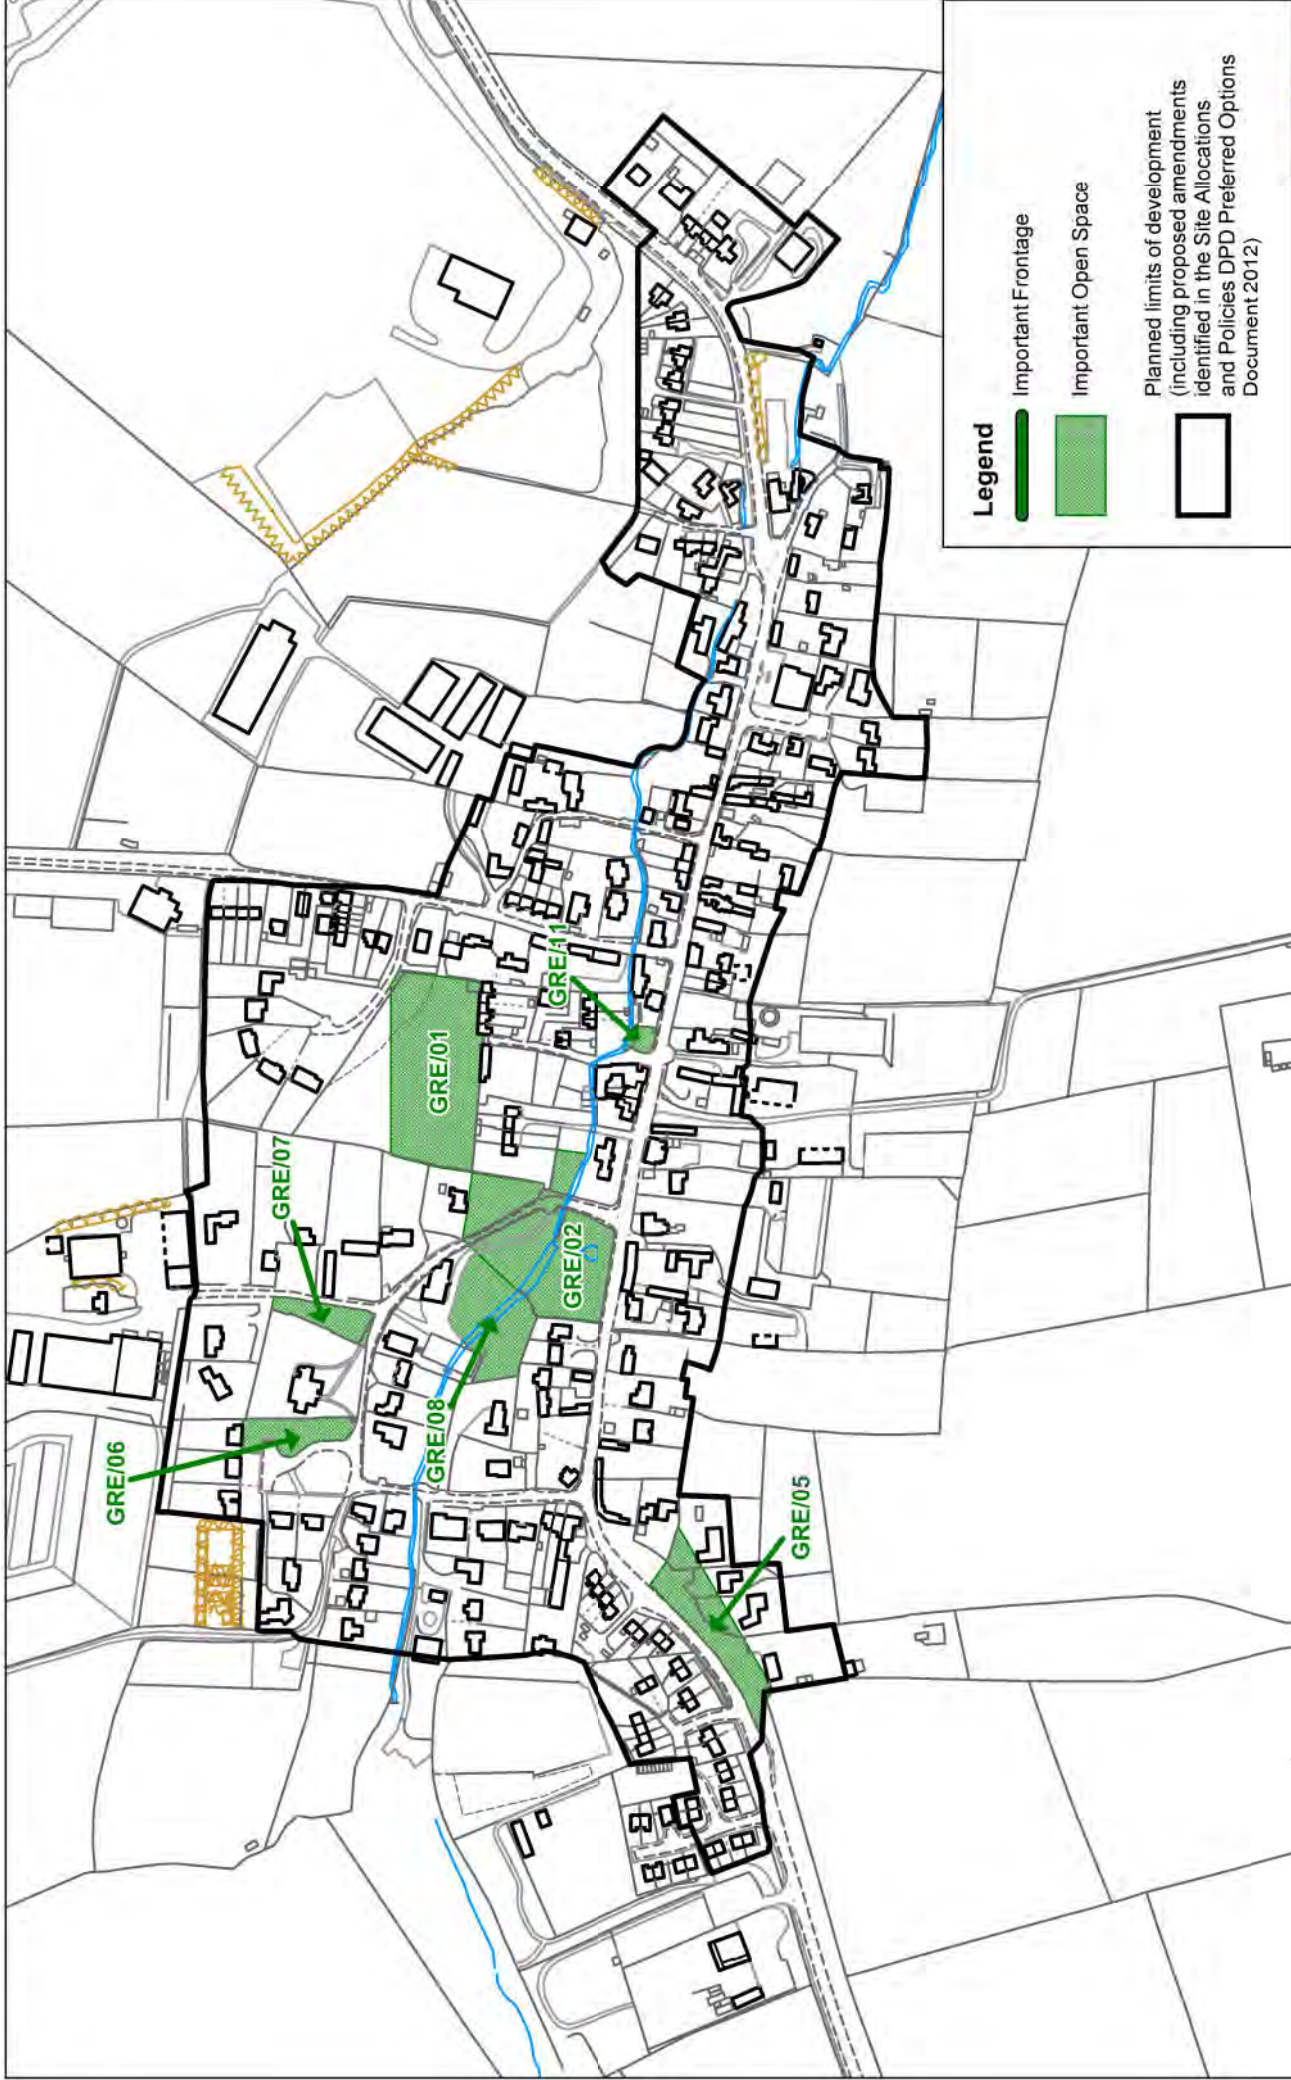 GRE/06
GRE/07
GRE/01
GRE/11
GRE/08
GRE/02
GRE/05
Legend
Important Frontage
Important Open Space
Planned limits of development
(including proposed amendments
identified in the Site Allocations
and Policies DPD Preferred Options
Document 2012)